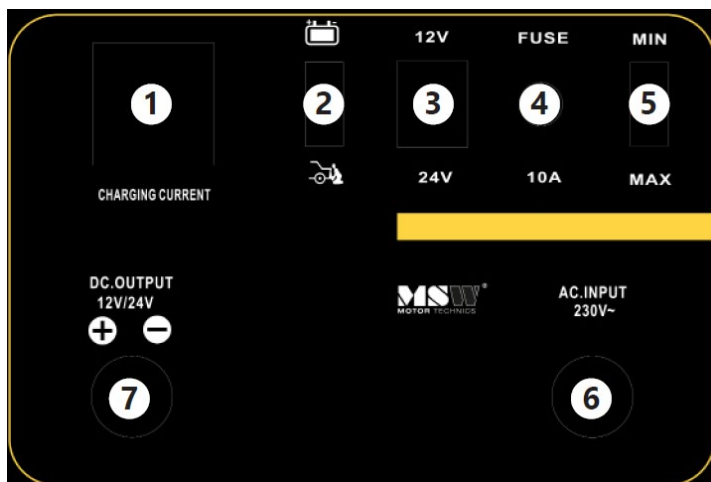 12V FUSE MIN
1 2 3 4 5
24V 10A MAX
CHARGING CURRENT
DC.OUTPUT
12V/24V
+ −
MSW®
MOTOR TECHNICS
AC.INPUT
230V~
7 6